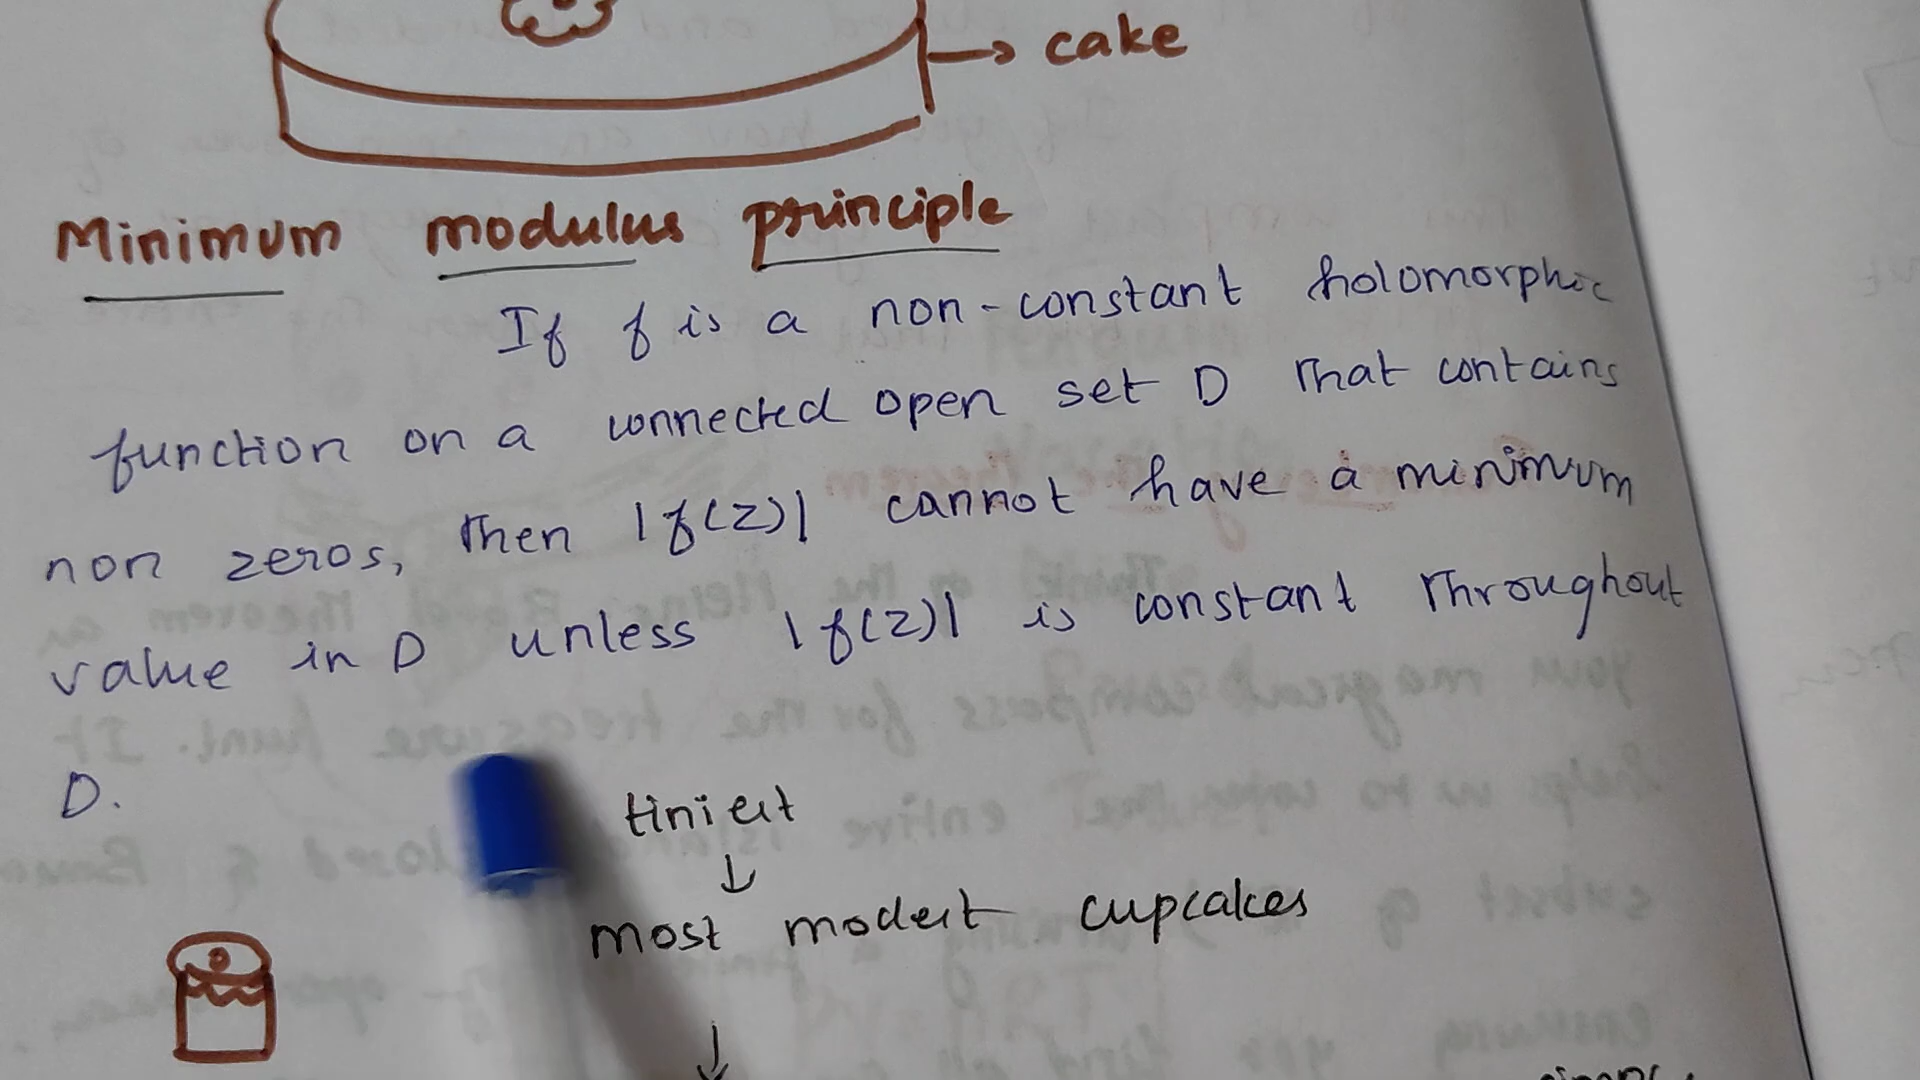 cake
Minimum modulus principle
If f is a non-constant holomorphic
function on a connected open set D that contains
non zeros, then |f(z)| cannot have a minimum
value in D unless |f(z)| is constant throughout
D.
tiniest
↓
most modest cupcakes
↓